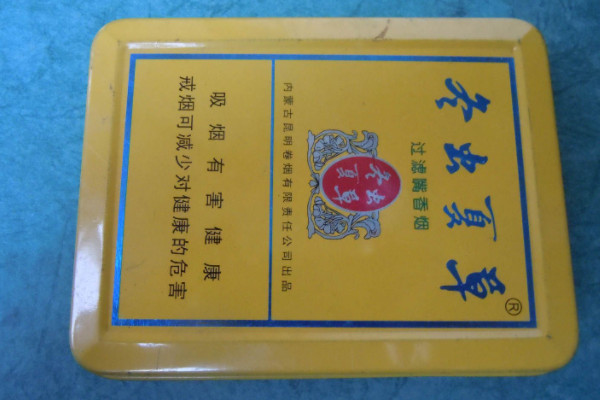 冬虫夏草®
过滤嘴香烟
冬虫
夏草
内蒙古昆明卷烟有限责任公司出品
吸烟有害健康
戒烟可减少对健康的危害